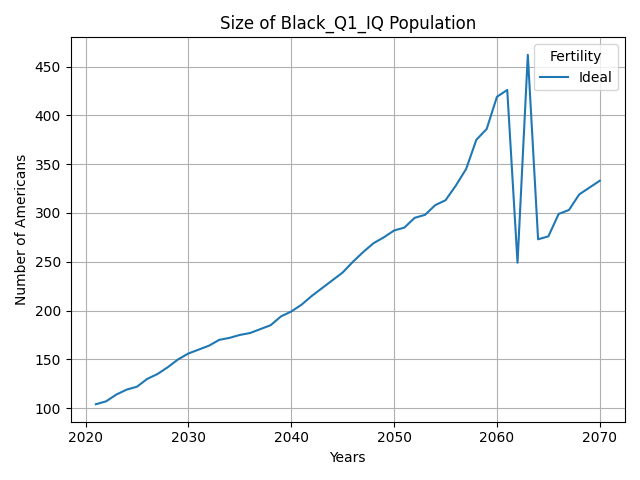 Size of Black_Q1_IQ Population
Fertility
Ideal
Number of Americans
450
400
350
300
250
200
150
100
2020 2030 2040 2050 2060 2070
Years